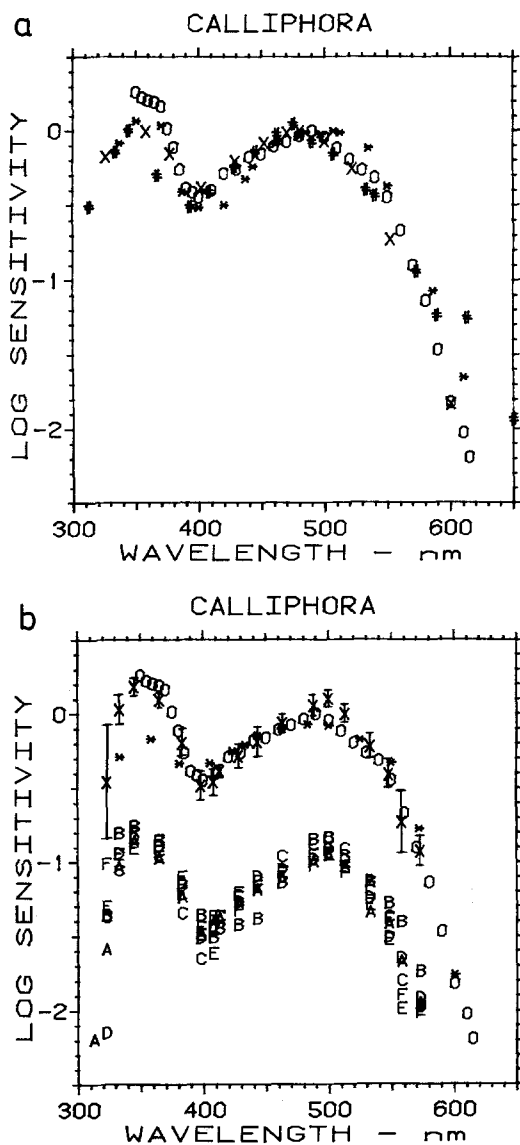 a
CALLIPHORA
LOG SENSITIVITY
0
-1
-2
300 400 500 600
WAVELENGTH - nm
b
CALLIPHORA
LOG SENSITIVITY
0
-1
-2
300 400 500 600
WAVELENGTH - nm